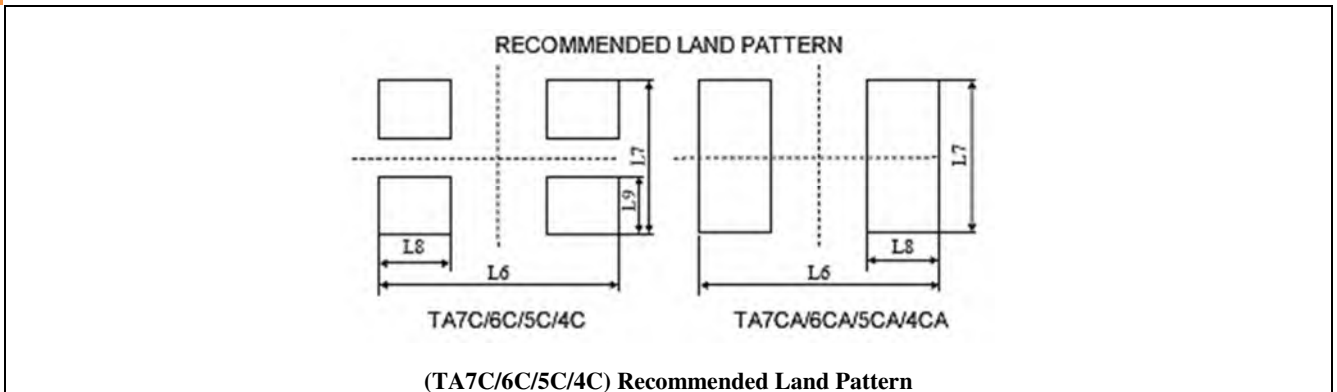 RECOMMENDED LAND PATTERN
L7
L9
L8
L6
TA7C/6C/5C/4C
L7
L8
L6
TA7CA/6CA/5CA/4CA
(TA7C/6C/5C/4C) Recommended Land Pattern